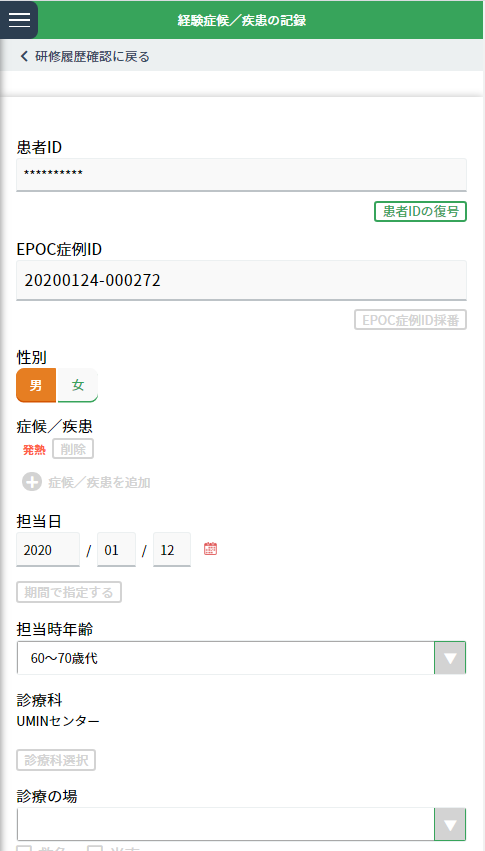 経験症候／疾患の記録
研修履歴確認に戻る
患者ID
**********
患者IDの復号
EPOC症例ID
20200124-000272
EPOC症例ID採番
性別
男 女
症候／疾患
発熱 削除
症候／疾患を追加
担当日
2020 / 01 / 12
期間で指定する
担当時年齢
60～70歳代
診療科
UMINセンター
診療科選択
診療の場